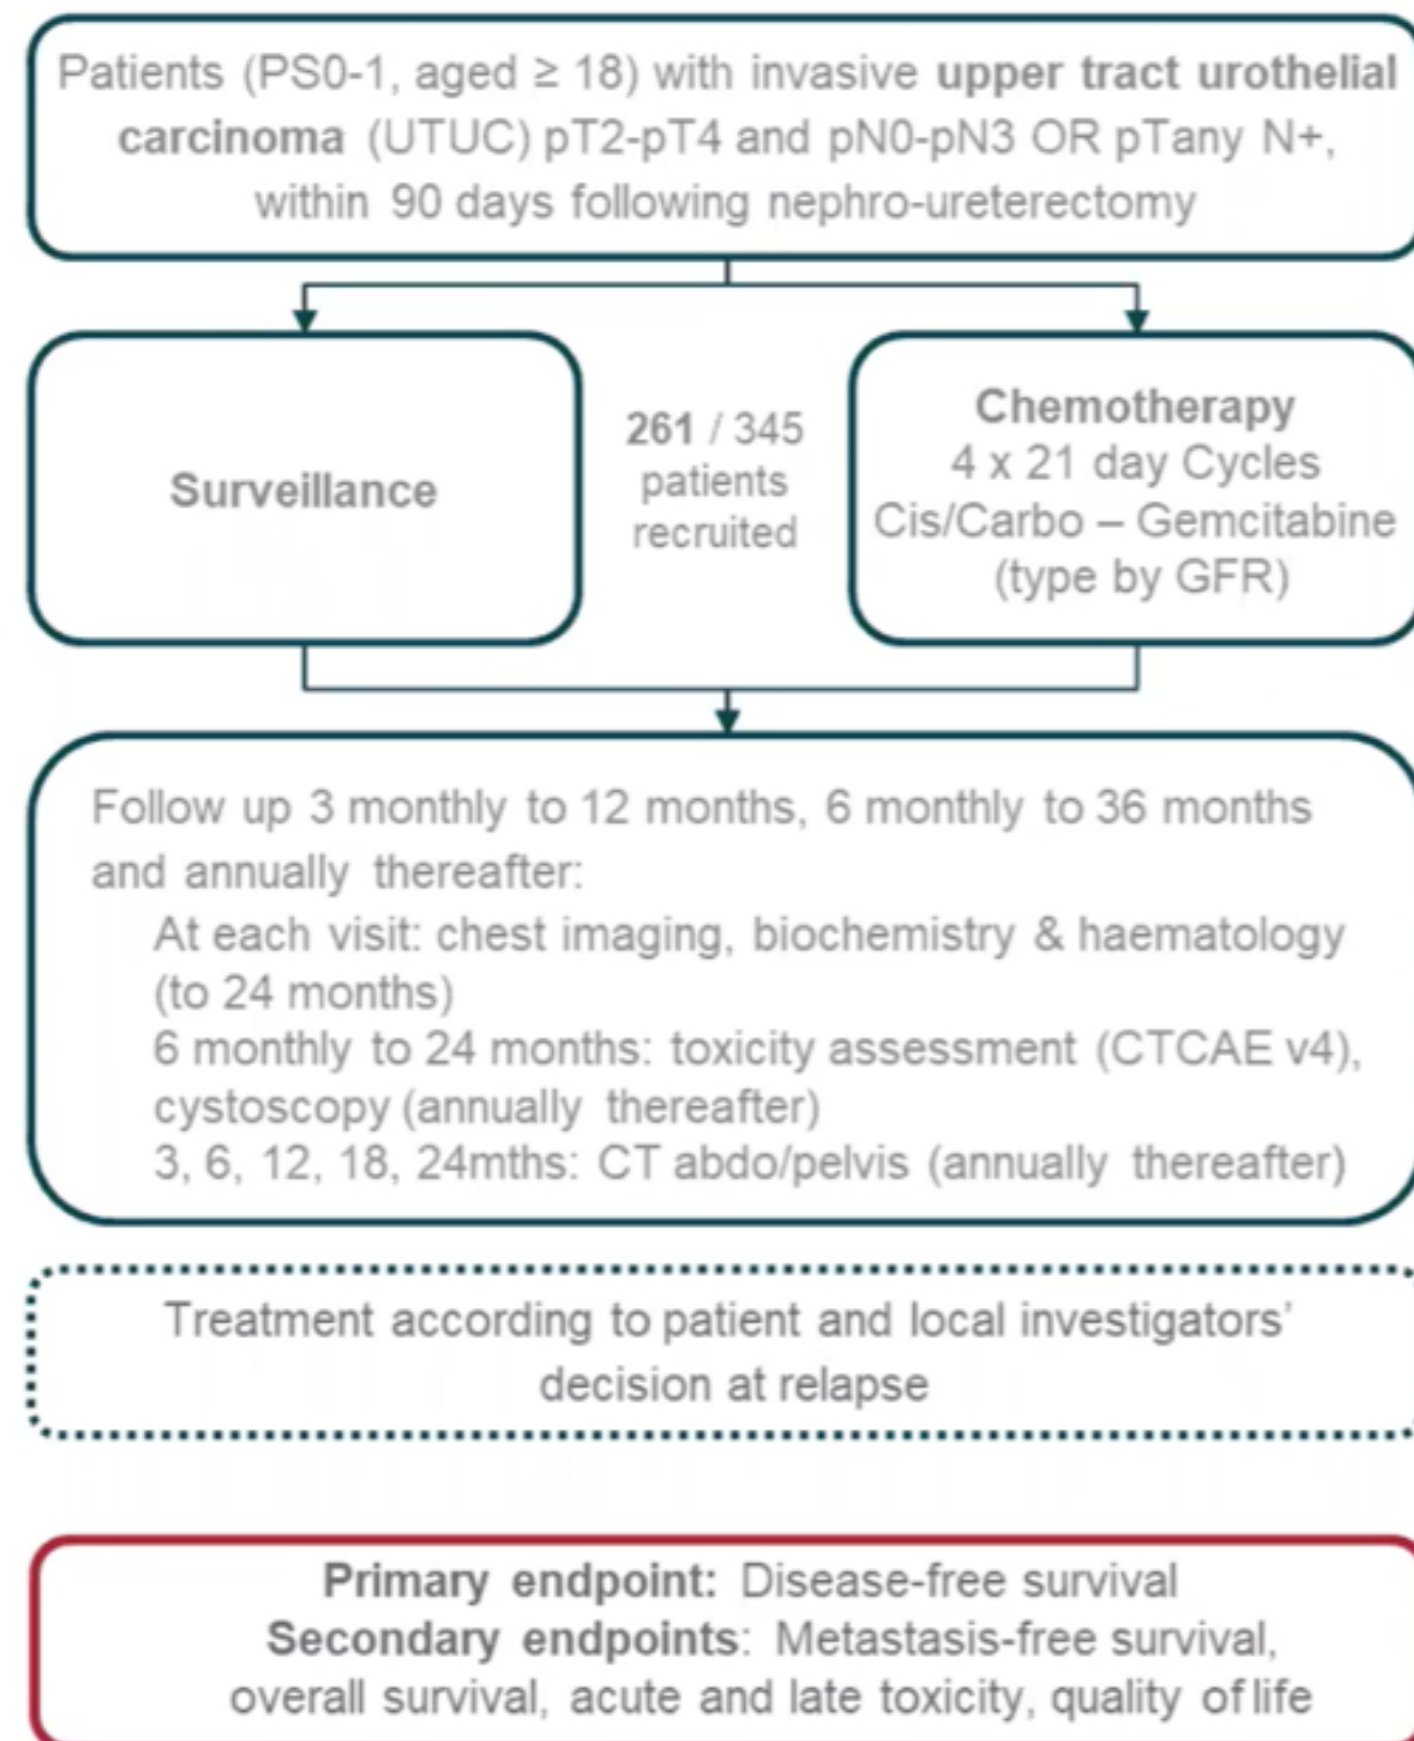 Patients (PS0-1, aged ≥ 18) with invasive upper tract urothelial
carcinoma (UTUC) pT2-pT4 and pN0-pN3 OR pTany N+,
within 90 days following nephro-ureterectomy
Surveillance
261 / 345
patients
recruited
Chemotherapy
4 x 21 day Cycles
Cis/Carbo – Gemcitabine
(type by GFR)
Follow up 3 monthly to 12 months, 6 monthly to 36 months
and annually thereafter:
At each visit: chest imaging, biochemistry & haematology
(to 24 months)
6 monthly to 24 months: toxicity assessment (CTCAE v4),
cystoscopy (annually thereafter)
3, 6, 12, 18, 24mths: CT abdo/pelvis (annually thereafter)
Treatment according to patient and local investigators’
decision at relapse
Primary endpoint: Disease-free survival
Secondary endpoints: Metastasis-free survival,
overall survival, acute and late toxicity, quality of life